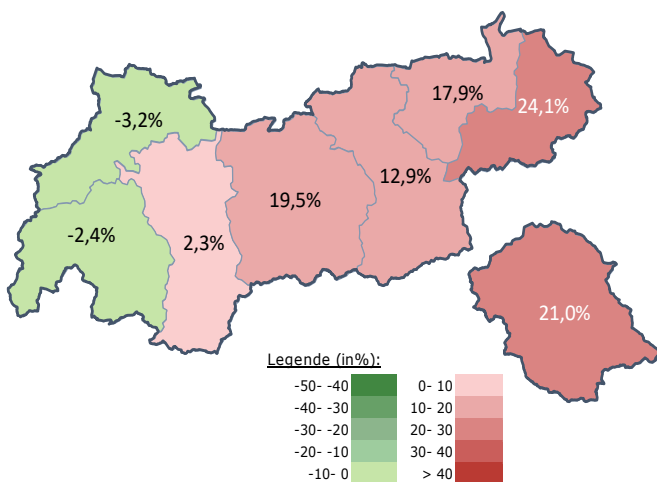 17,9%
24,1%
-3,2%
12,9%
19,5%
-2,4%
2,3%
21,0%
Legende (in%):
-50- -40 0- 10
-40- -30 10- 20
-30- -20 20- 30
-20- -10 30- 40
-10- 0 > 40